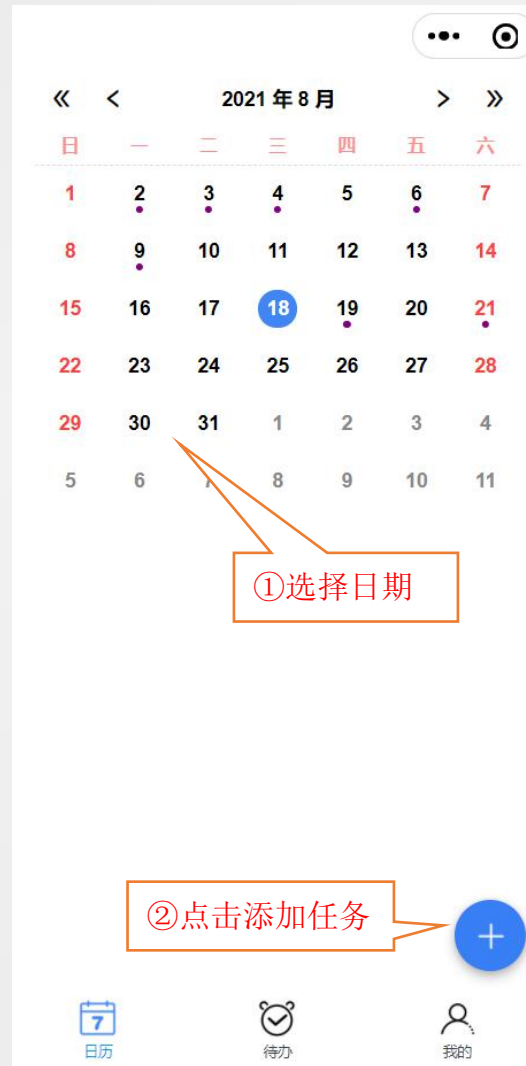 2021 年 8 月
日 一 二 三 四 五 六
1 2 3 4 5 6 7
8 9 10 11 12 13 14
15 16 17 18 19 20 21
22 23 24 25 26 27 28
29 30 31 1 2 3 4
5 6 7 8 9 10 11
①选择日期
②点击添加任务
7
日历 待办 我的